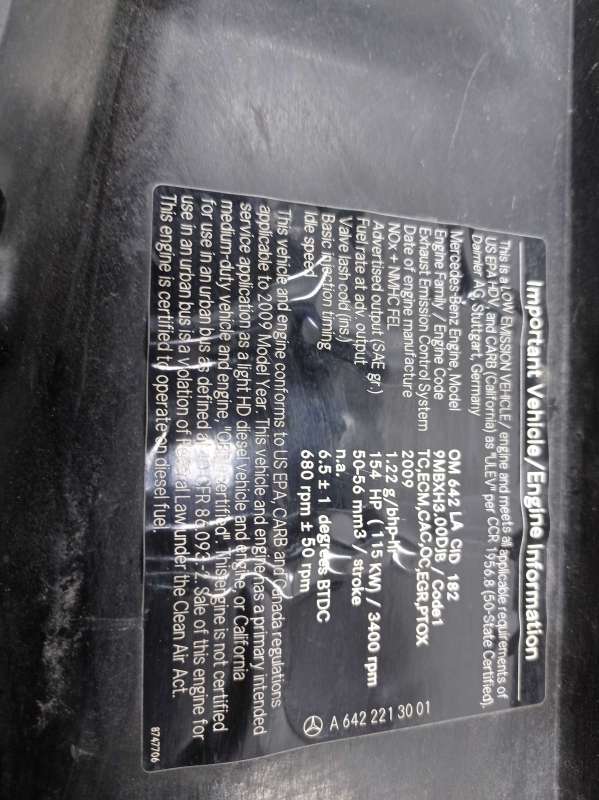 Important Vehicle/Engine Information
This is a LOW EMISSION VEHICLE / engine and meets all applicable requirements of
US EPA HDV and CARB (California) as "ULEV" per CCR 1956.8 (50-State Certified),
Daimler AG, Stuttgart, Germany
Mercedes-Benz Engine Model OM 642 LA CID 182
Engine Family / Engine Code 9MBXH3.00DJB / Code1
Exhaust Emission Control System TC,ECM,CAC,OC,EGR,PTOX
Date of engine manufacture 2009
NOx + NMHC FEL 1.22 g/bhp-hr
Advertised output (SAE gr.) 154 HP ( 115 KW) / 3400 rpm
Fuel rate at adv. output 50-56 mm3 / stroke
Valve lash cold (ins) n.a.
Basic injection timing 6.5 ± 1 degrees BTDC
Idle speed 680 rpm ± 50 rpm
This vehicle and engine conforms to US EPA, CARB and Canada regulations
applicable to 2009 Model Year. This vehicle and engine has a primary intended
service application as a light HD diesel vehicle and engine, or California
medium-duty vehicle and engine, certified". This engine is not certified
for use in an urban bus as defined at CFR 86.093-2. Sale of this engine for
use in an urban bus is a violation of Federal Law under the Clean Air Act.
This engine is certified to operate on diesel fuel.
A 642 221 30 01
8747706